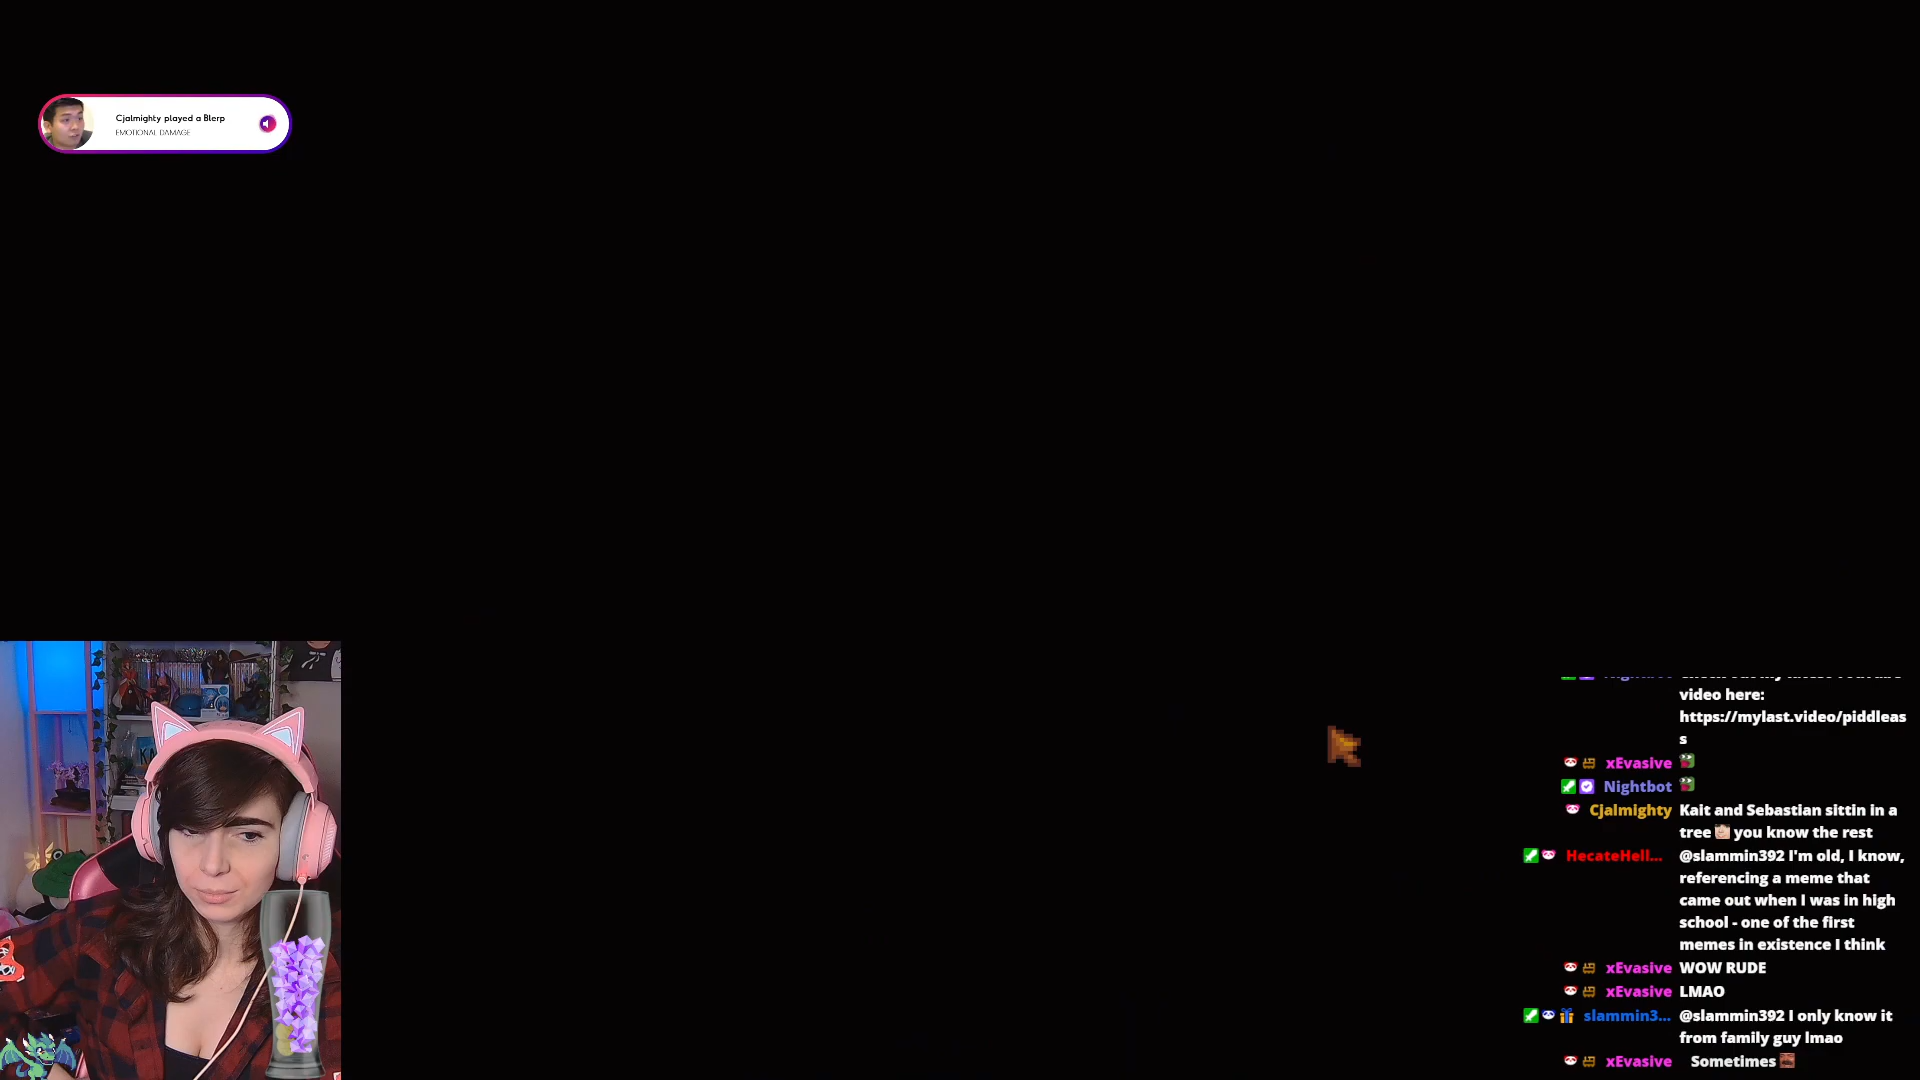 Cjalmighty played a Blerp
EMOTIONAL DAMAGE
video here:
https://mylast.video/piddleas
s
xEvasive
Nightbot
Cjalmighty Kait and Sebastian sittin in a
tree you know the rest
HecateHell... @slammin392 I'm old, I know,
referencing a meme that
came out when I was in high
school - one of the first
memes in existence I think
xEvasive WOW RUDE
xEvasive LMAO
slammin3... @slammin392 I only know it
from family guy lmao
xEvasive Sometimes